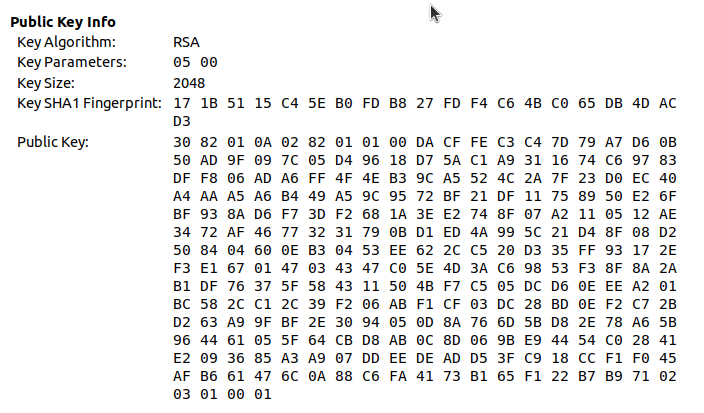 Public Key Info
Key Algorithm: RSA
Key Parameters: 05 00
Key Size: 2048
Key SHA1 Fingerprint: 17 1B 51 15 C4 5E B0 FD B8 27 FD F4 C6 4B C0 65 DB 4D AC
D3
Public Key: 30 82 01 0A 02 82 01 01 00 DA CF FE C3 C4 7D 79 A7 D6 0B
50 AD 9F 09 7C 05 D4 96 18 D7 5A C1 A9 31 16 74 C6 97 83
DF F8 06 AD A6 FF 4F 4E B3 9C A5 52 4C 2A 7F 23 D0 EC 40
A4 AA A5 A6 B4 49 A5 9C 95 72 BF 21 DF 11 75 89 50 E2 6F
BF 93 8A D6 F7 3D F2 68 1A 3E E2 74 8F 07 A2 11 05 12 AE
34 72 AF 46 77 32 31 79 0B D1 ED 4A 99 5C 21 D4 8F 08 D2
50 84 04 60 0E B3 04 53 EE 62 2C C5 20 D3 35 FF 93 17 2E
F3 E1 67 01 47 03 43 47 C0 5E 4D 3A C6 98 53 F3 8F 8A 2A
B1 DF 76 37 5F 58 43 11 50 4B F7 C5 05 DC D6 0E EE A2 01
BC 58 2C C1 2C 39 F2 06 AB F1 CF 03 DC 28 BD 0E F2 C7 2B
D2 63 A9 9F BF 2E 30 94 05 0D 8A 76 6D 5B D8 2E 78 A6 5B
96 44 61 05 5F 64 CB D8 AB 0C 8D 06 9B E9 44 54 C0 28 41
E2 09 36 85 A3 A9 07 DD EE DE AD D5 3F C9 18 CC F1 F0 45
AF B6 61 47 6C 0A 88 C6 FA 41 73 B1 65 F1 22 B7 B9 71 02
03 01 00 01